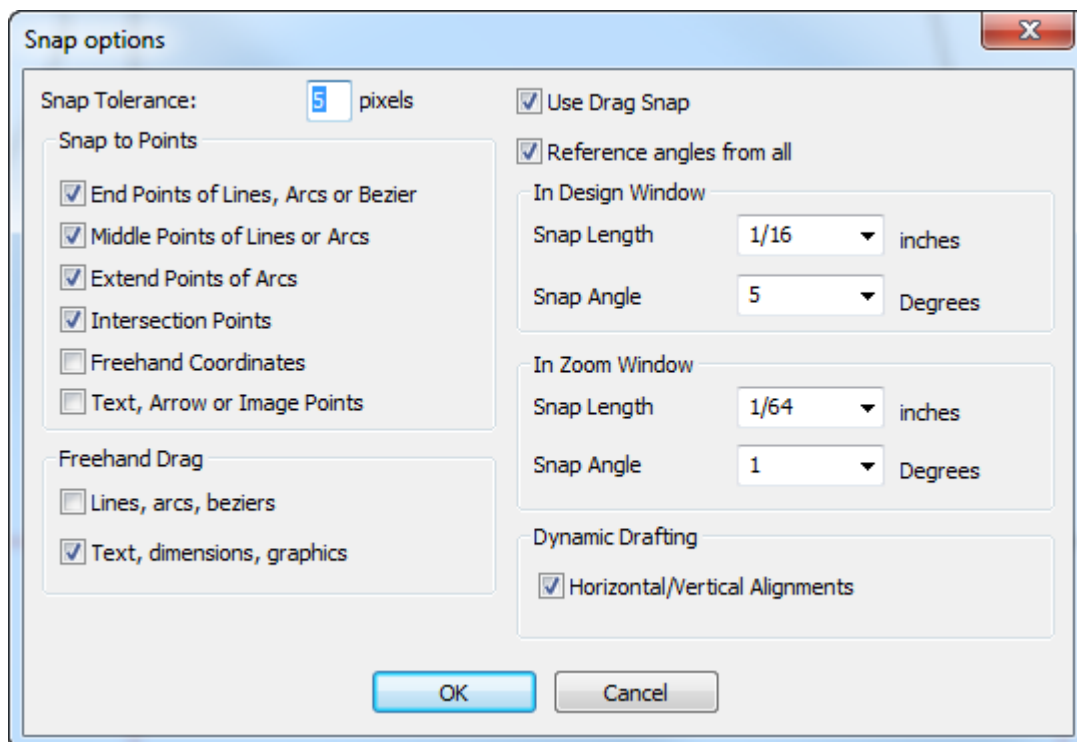 Snap options
Snap Tolerance: 5 pixels
Snap to Points
End Points of Lines, Arcs or Bezier
Middle Points of Lines or Arcs
Extend Points of Arcs
Intersection Points
Freehand Coordinates
Text, Arrow or Image Points
Freehand Drag
Lines, arcs, beziers
Text, dimensions, graphics
Use Drag Snap
Reference angles from all
In Design Window
Snap Length 1/16 inches
Snap Angle 5 Degrees
In Zoom Window
Snap Length 1/64 inches
Snap Angle 1 Degrees
Dynamic Drafting
Horizontal/Vertical Alignments
OK Cancel